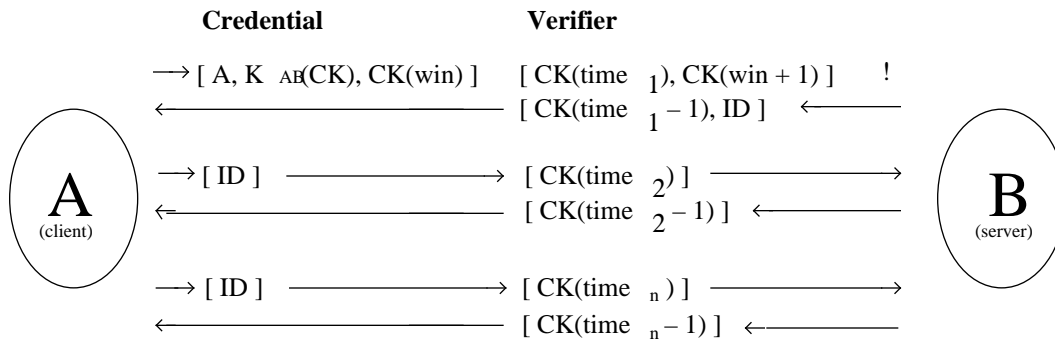 Credential Verifier
[ A, K AB(CK), CK(win) ] [ CK(time 1), CK(win + 1) ] !
[ CK(time 1 – 1), ID ]
[ ID ] [ CK(time 2) ]
A B
[ CK(time 2 – 1) ]
(client) (server)
[ ID ] [ CK(time n ) ]
[ CK(time n – 1) ]